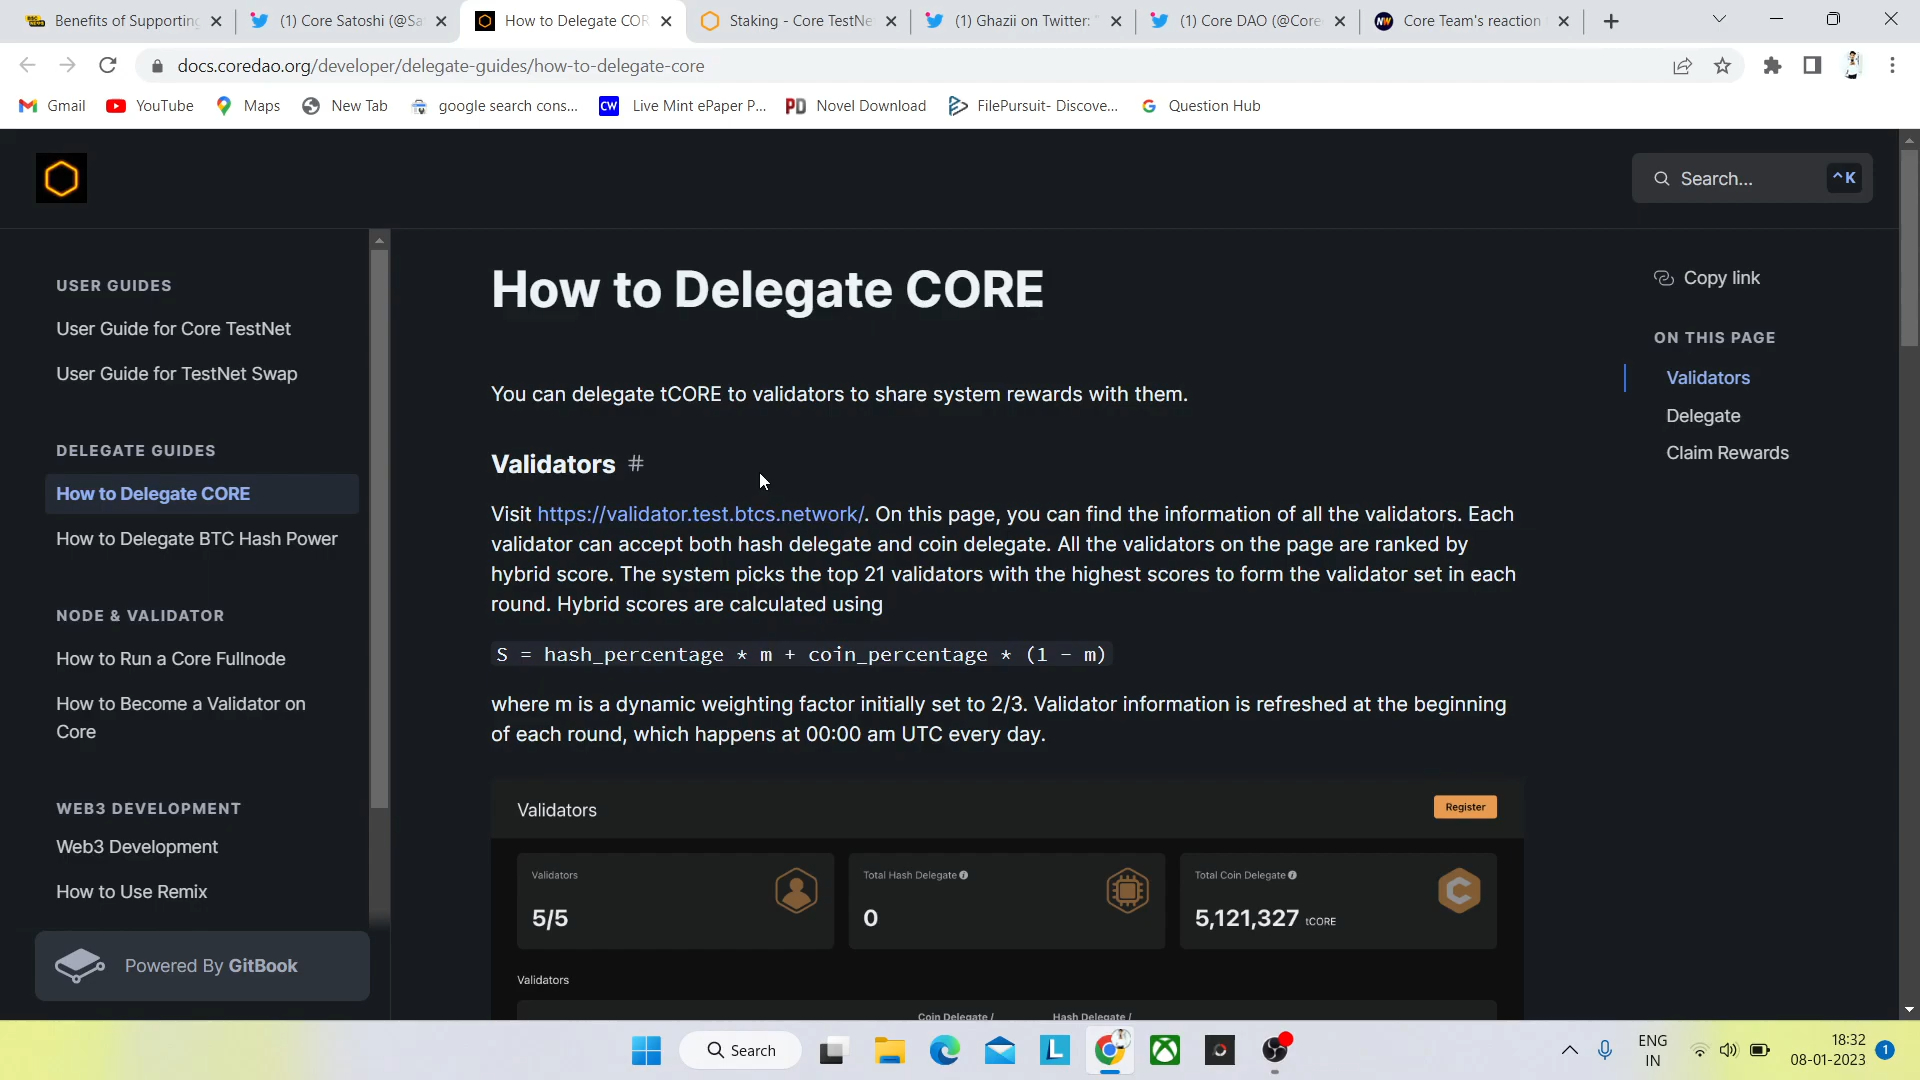 Benefits of Supporting
(1) Core Satoshi (@Sa
How to Delegate COR
Staking - Core TestNe
(1) Ghazii on Twitter: "
(1) Core DAO (@Core
Core Team's reaction
docs.coredao.org/developer/delegate-guides/how-to-delegate-core
Gmail
YouTube
Maps
New Tab
google search cons...
CW
Live Mint ePaper P...
PD
Novel Download
FilePursuit- Discove...
Question Hub
Search...
^K
USER GUIDES
User Guide for Core TestNet
User Guide for TestNet Swap
DELEGATE GUIDES
How to Delegate CORE
How to Delegate BTC Hash Power
NODE & VALIDATOR
How to Run a Core Fullnode
How to Become a Validator on
Core
WEB3 DEVELOPMENT
Web3 Development
How to Use Remix
Powered By GitBook
How to Delegate CORE
You can delegate tCORE to validators to share system rewards with them.
Validators #
Visit https://validator.test.btcs.network/. On this page, you can find the information of all the validators. Each
validator can accept both hash delegate and coin delegate. All the validators on the page are ranked by
hybrid score. The system picks the top 21 validators with the highest scores to form the validator set in each
round. Hybrid scores are calculated using
S = hash_percentage * m + coin_percentage * (1 - m)
where m is a dynamic weighting factor initially set to 2/3. Validator information is refreshed at the beginning
of each round, which happens at 00:00 am UTC every day.
Validators
Register
Validators
5/5
Total Hash Delegate
0
Total Coin Delegate
5,121,327 tCORE
Validators
Coin Delegate /
Hash Delegate /
Copy link
ON THIS PAGE
Validators
Delegate
Claim Rewards
Search
ENG
IN
18:32
08-01-2023
1